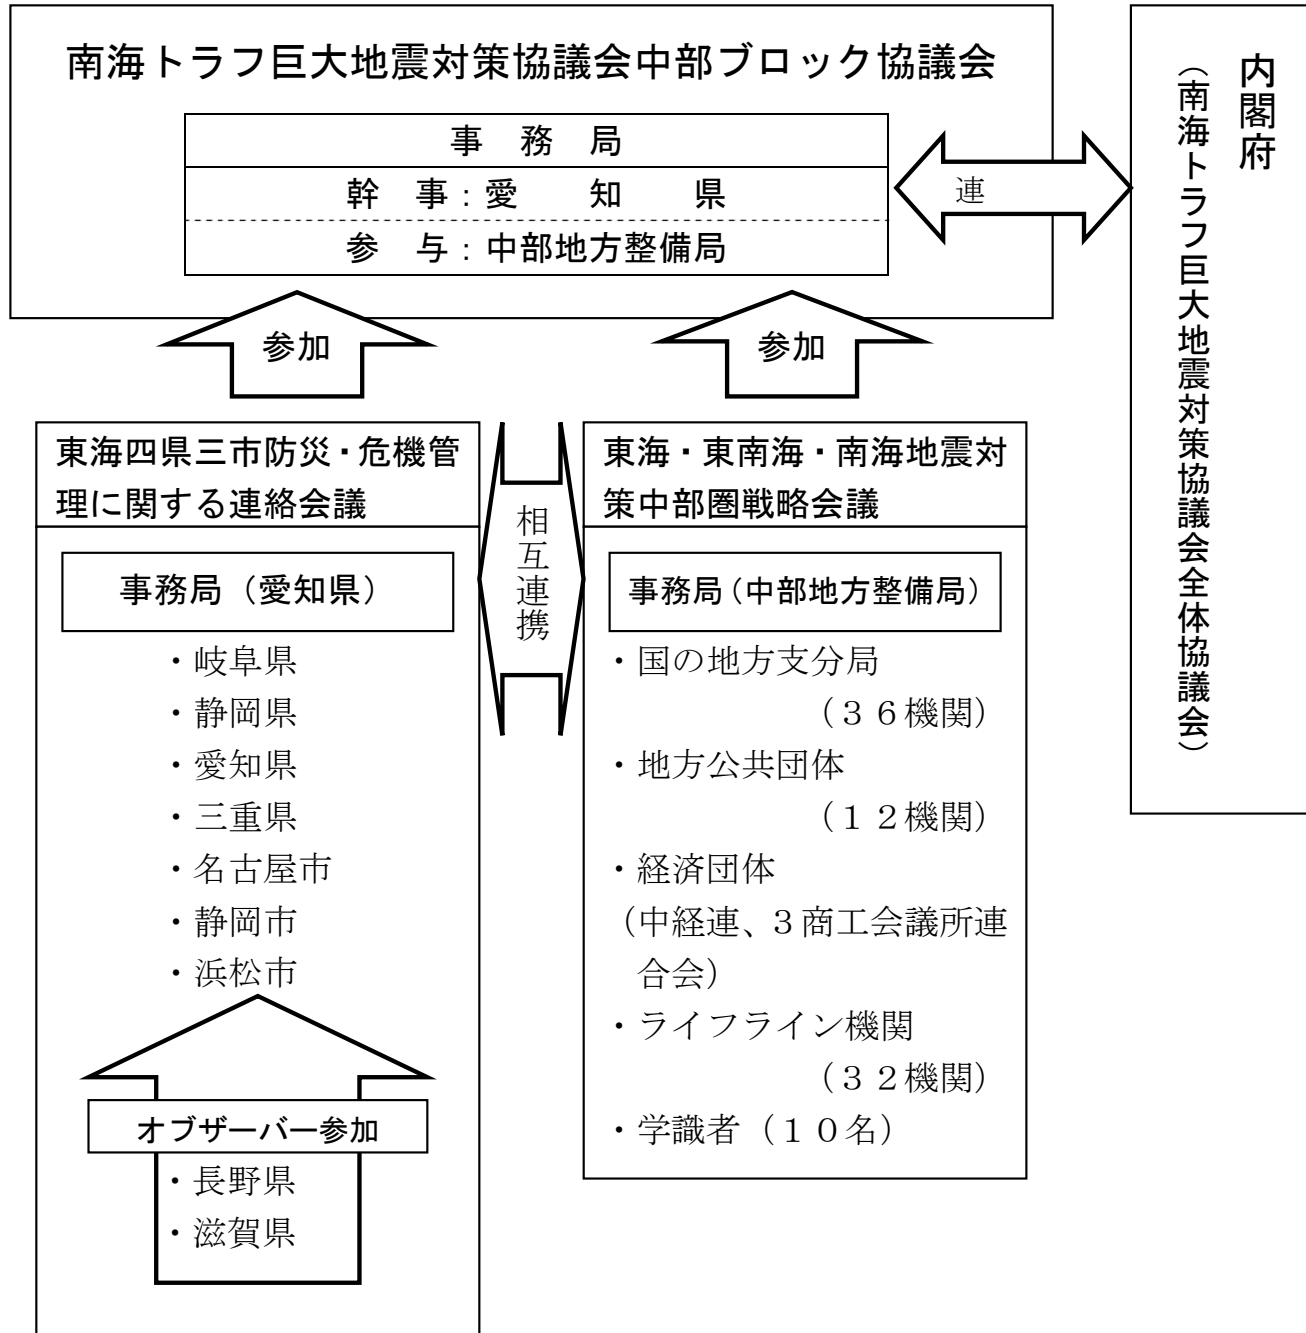 南海トラフ巨大地震対策協議会中部ブロック協議会
事　務　局
幹　事：愛　　知　　県
参　与：中部地方整備局
連
内閣府
（南海トラフ巨大地震対策協議会全体協議会）
参加
参加
東海四県三市防災・危機管
理に関する連絡会議
事務局（愛知県）
・岐阜県
・静岡県
・愛知県
・三重県
・名古屋市
・静岡市
・浜松市
オブザーバー参加
・長野県
・滋賀県
相互連携
東海・東南海・南海地震対
策中部圏戦略会議
事務局（中部地方整備局）
・国の地方支分局
（３６機関）
・地方公共団体
（１２機関）
・経済団体
（中経連、３商工会議所連
合会）
・ライフライン機関
（３２機関）
・学識者（１０名）